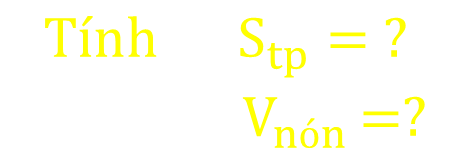 Tính S_tp = ?
V_nón =?